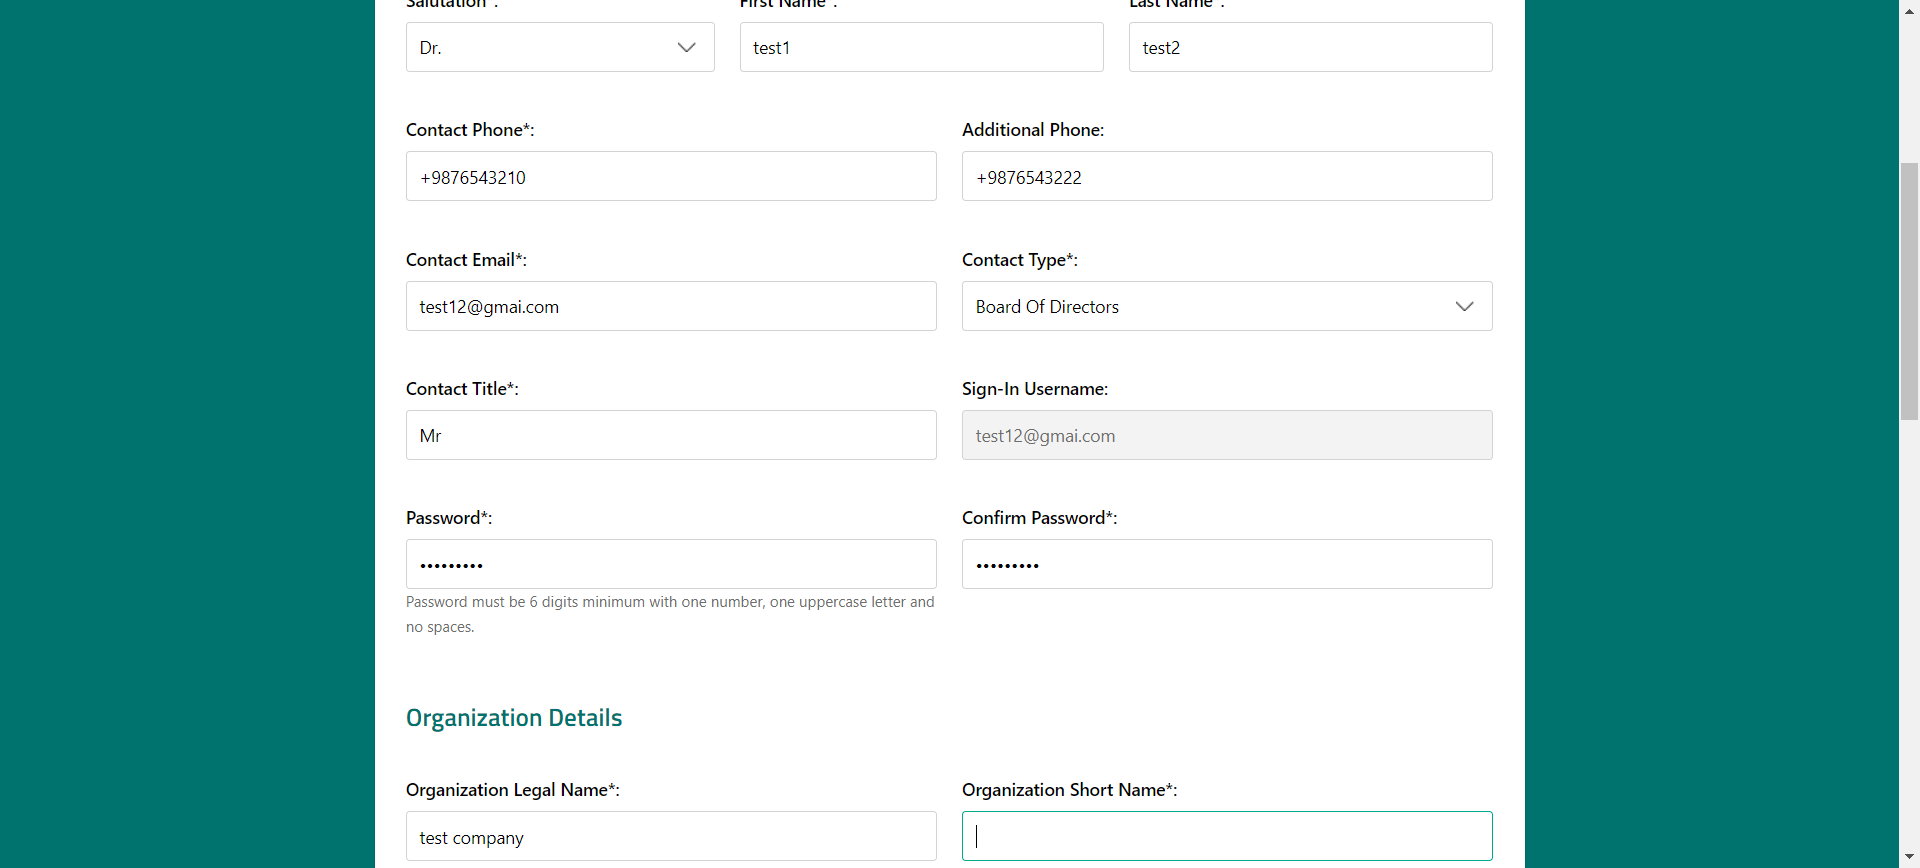 Salutation*: First Name*: Last Name*:
Dr. test1 test2
Contact Phone*: Additional Phone:
+9876543210 +9876543222
Contact Email*: Contact Type*:
test12@gmai.com Board Of Directors
Contact Title*: Sign-In Username:
Mr test12@gmai.com
Password*: Confirm Password*:
••••••••• •••••••••
Password must be 6 digits minimum with one number, one uppercase letter and
no spaces.
Organization Details
Organization Legal Name*: Organization Short Name*:
test company